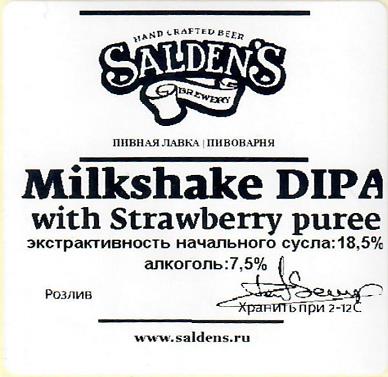 HAND CRAFTED BEER
SALDEN'S
BREWERY
ПИВНАЯ ЛАВКА | ПИВОВАРНЯ
Milkshake DIPA
with Strawberry puree
экстрактивность начального сусла:18,5%
алкоголь:7,5%
Розлив
Хранить при 2-12С
www.saldens.ru